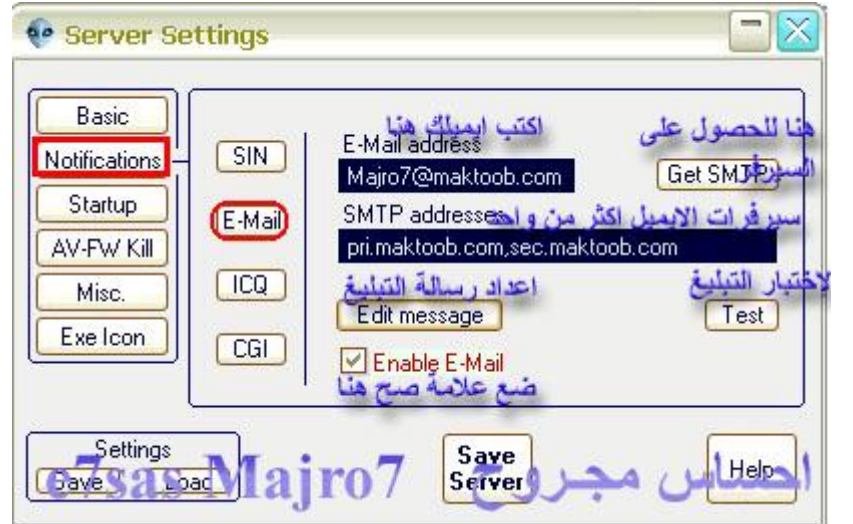 Server Settings
Basic
Notifications
Startup
AV-FW Kill
Misc.
Exe Icon
SIN
E-Mail
ICQ
CGI
اكتب ايميلك هنا
E-Mail address
Majro7@maktoob.com
هنا للحصول على
السيرفر
Get SMTP
SMTP addresses
سيرفرات الايميل اكثر من واحد
pri.maktoob.com,sec.maktoob.com
اعداد رسالة التبليغ
Edit message
لاختبار التبليغ
Test
Enable E-Mail
ضع علامة صح هنا
Settings
Save
Load
Save
Server
Help
e7sas Majro7
احساس مجروح